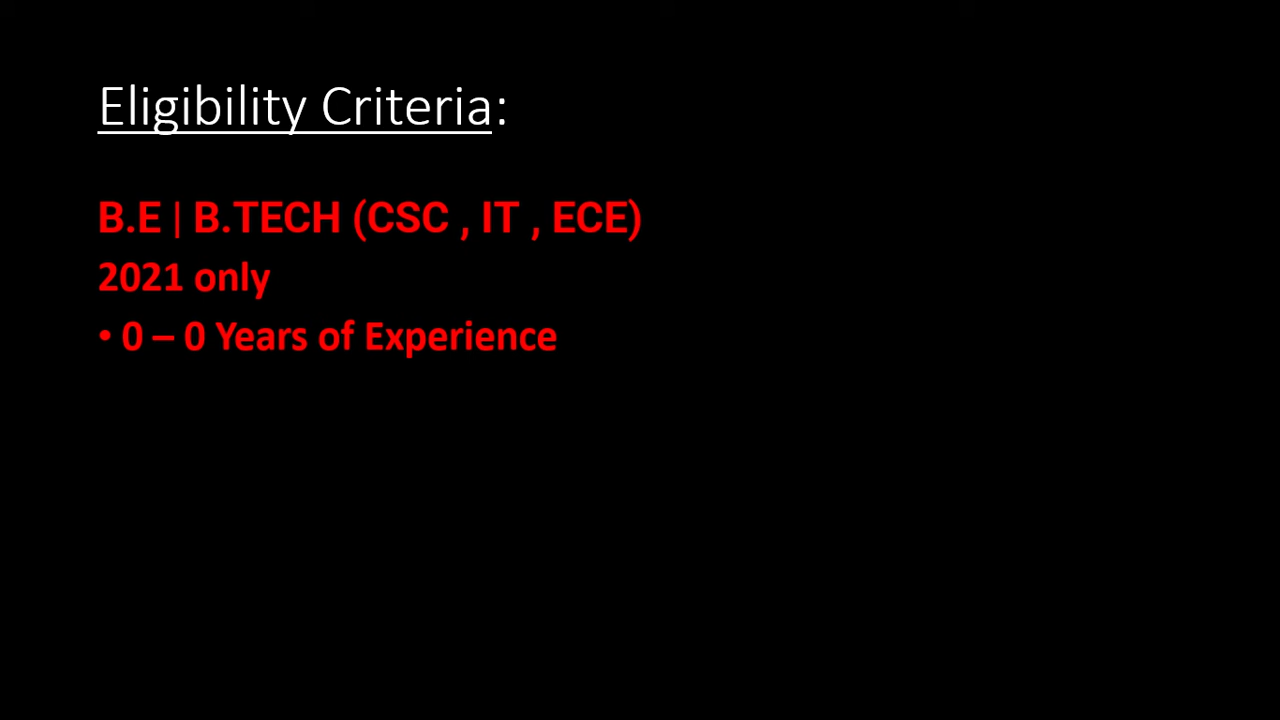 Eligibility Criteria:
B.E | B.TECH (CSC , IT , ECE)
2021 only
• 0 – 0 Years of Experience